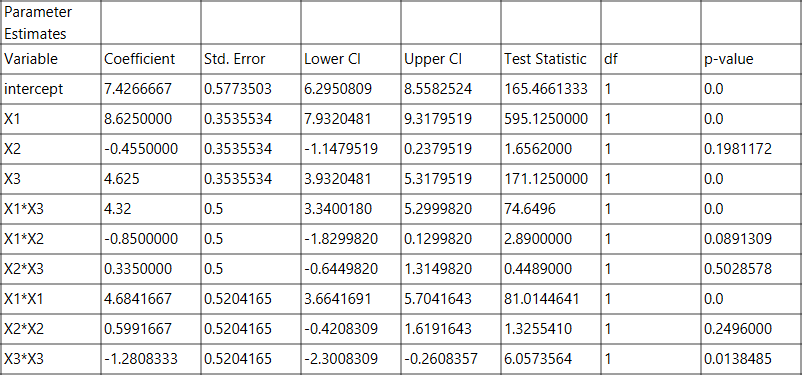 Parameter
Estimates
Variable Coefficient Std. Error Lower CI Upper CI Test Statistic df p-value
intercept 7.4266667 0.5773503 6.2950809 8.5582524 165.4661333 1 0.0
X1 8.6250000 0.3535534 7.9320481 9.3179519 595.1250000 1 0.0
X2 -0.4550000 0.3535534 -1.1479519 0.2379519 1.6562000 1 0.1981172
X3 4.625 0.3535534 3.9320481 5.3179519 171.1250000 1 0.0
X1*X3 4.32 0.5 3.3400180 5.2999820 74.6496 1 0.0
X1*X2 -0.8500000 0.5 -1.8299820 0.1299820 2.8900000 1 0.0891309
X2*X3 0.3350000 0.5 -0.6449820 1.3149820 0.4489000 1 0.5028578
X1*X1 4.6841667 0.5204165 3.6641691 5.7041643 81.0144641 1 0.0
X2*X2 0.5991667 0.5204165 -0.4208309 1.6191643 1.3255410 1 0.2496000
X3*X3 -1.2808333 0.5204165 -2.3008309 -0.2608357 6.0573564 1 0.0138485